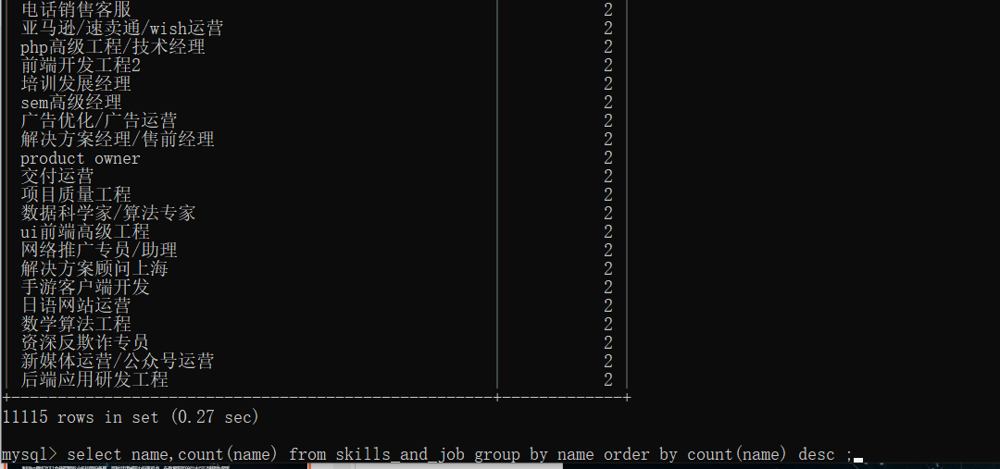 电话销售客服 2
亚马逊/速卖通/wish运营 2
php高级工程/技术经理 2
前端开发工程2 2
培训发展经理 2
sem高级经理 2
广告优化/广告运营 2
解决方案经理/售前经理 2
product owner 2
交付运营 2
项目质量工程 2
数据科学家/算法专家 2
ui前端高级工程 2
网络推广专员/助理 2
解决方案顾问上海 2
手游客户端开发 2
日语网站运营 2
数学算法工程 2
资深反欺诈专员 2
新媒体运营/公众号运营 2
后端应用研发工程 2
11115 rows in set (0.27 sec)
mysql> select name,count(name) from skills_and_job group by name order by count(name) desc ;